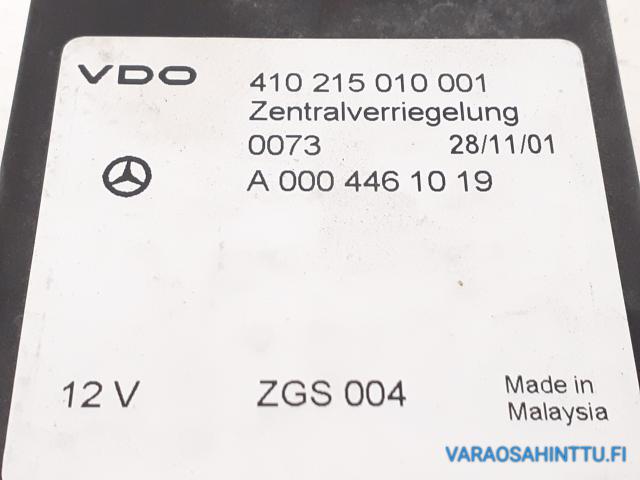 VDO 410 215 010 001
Zentralverriegelung
0073 28/11/01
A 000 446 10 19
12 V ZGS 004 Made in
Malaysia
VARAOSAHINTTU.FI